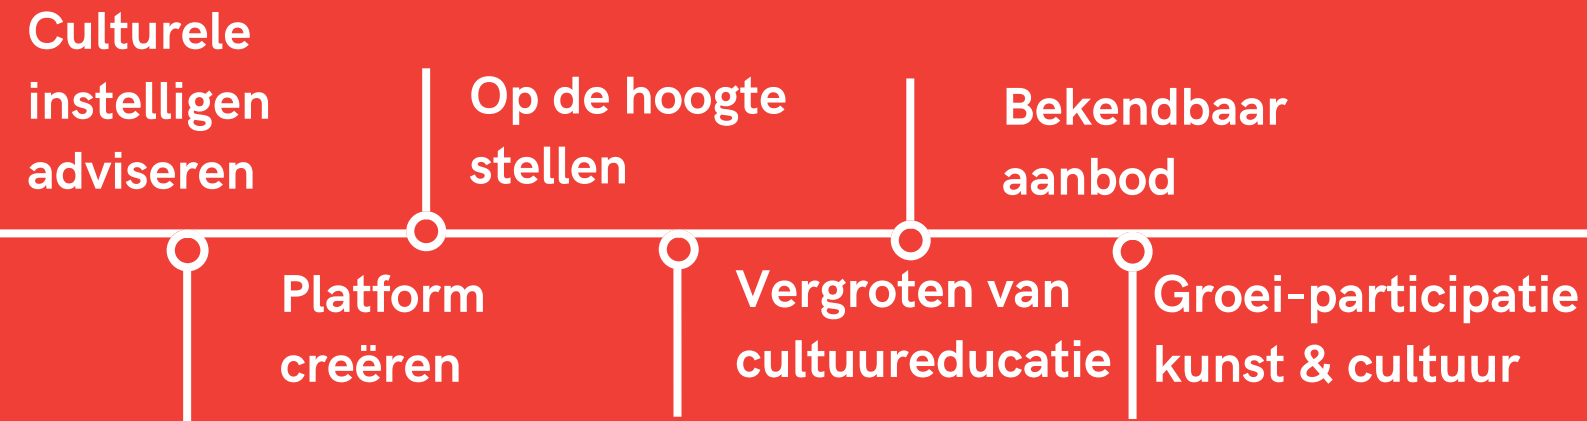 Culturele
instelligen
adviseren
Platform
creëren
Op de hoogte
stellen
Vergroten van
cultuureducatie
Bekendbaar
aanbod
Groei-participatie
kunst & cultuur